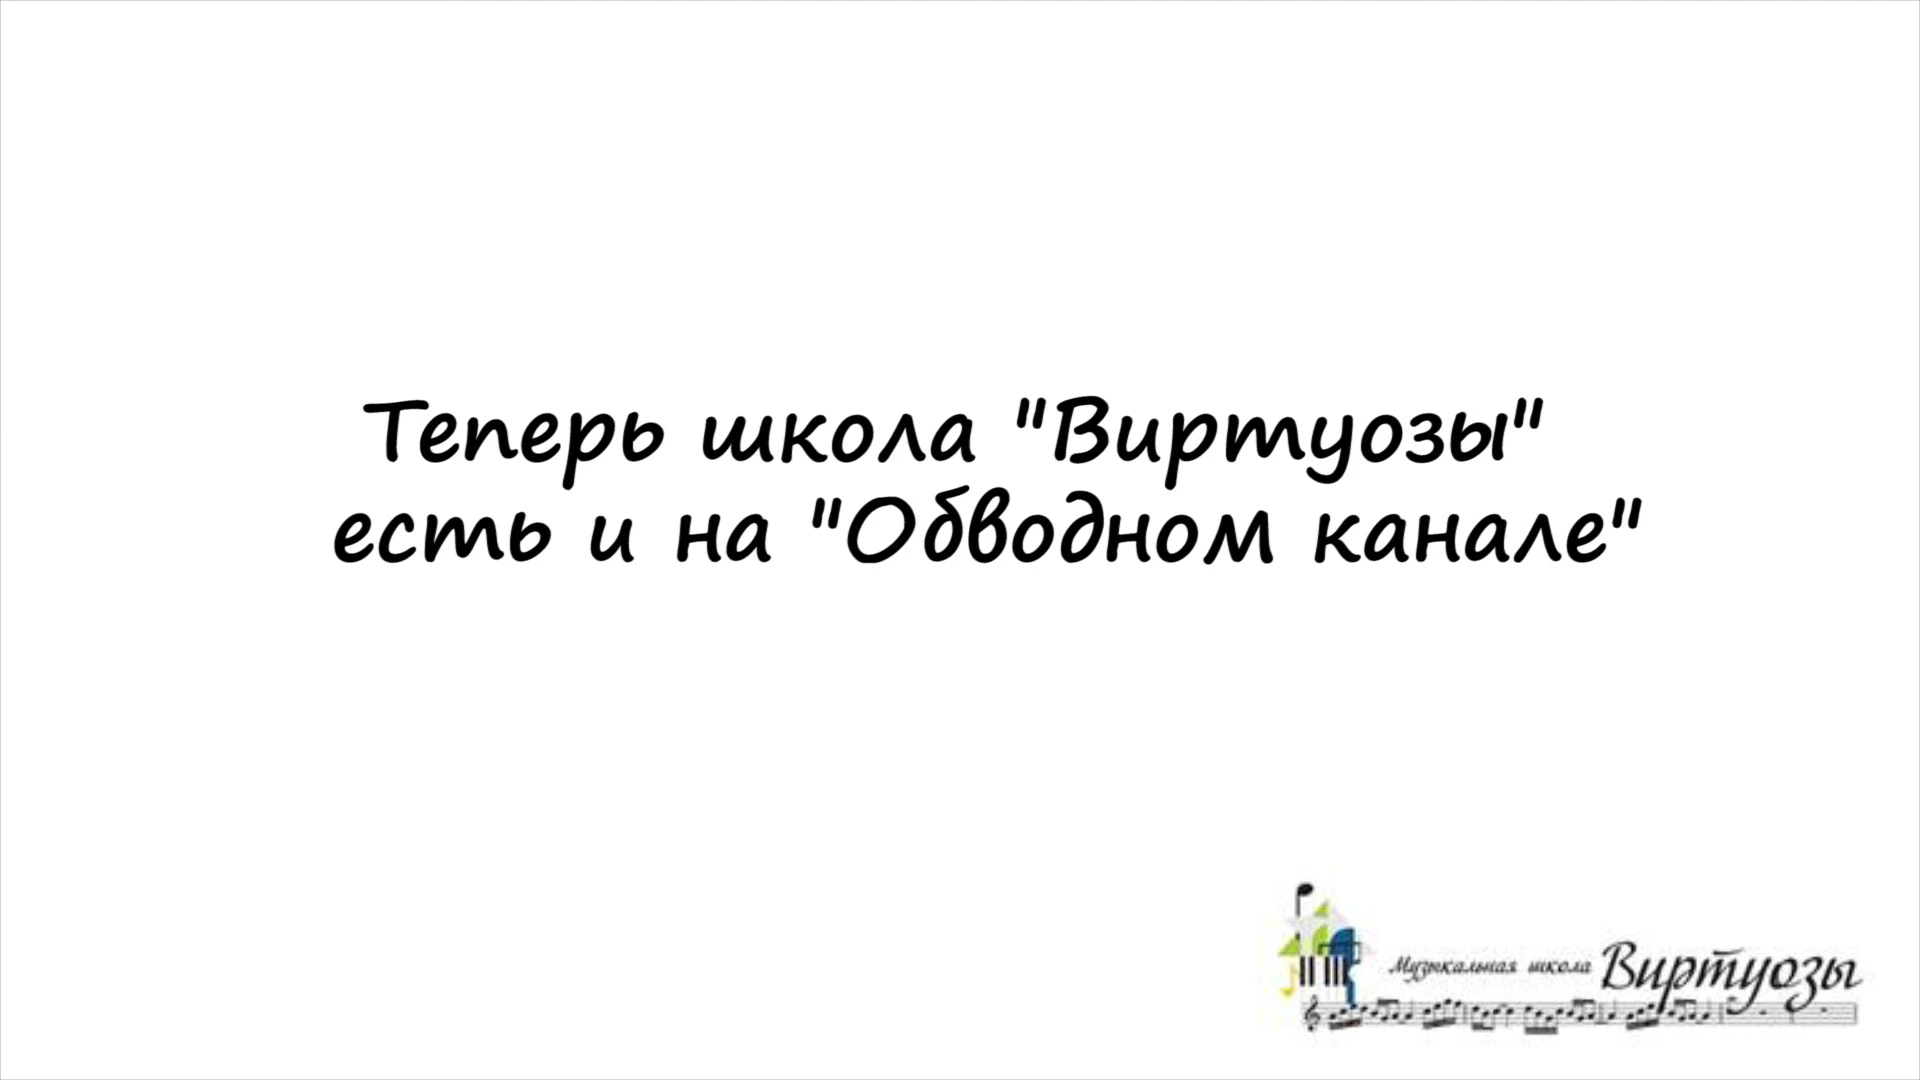 Теперь школа "Виртуозы"
есть и на "Обводном канале"
Музыкальная школа Виртуозы